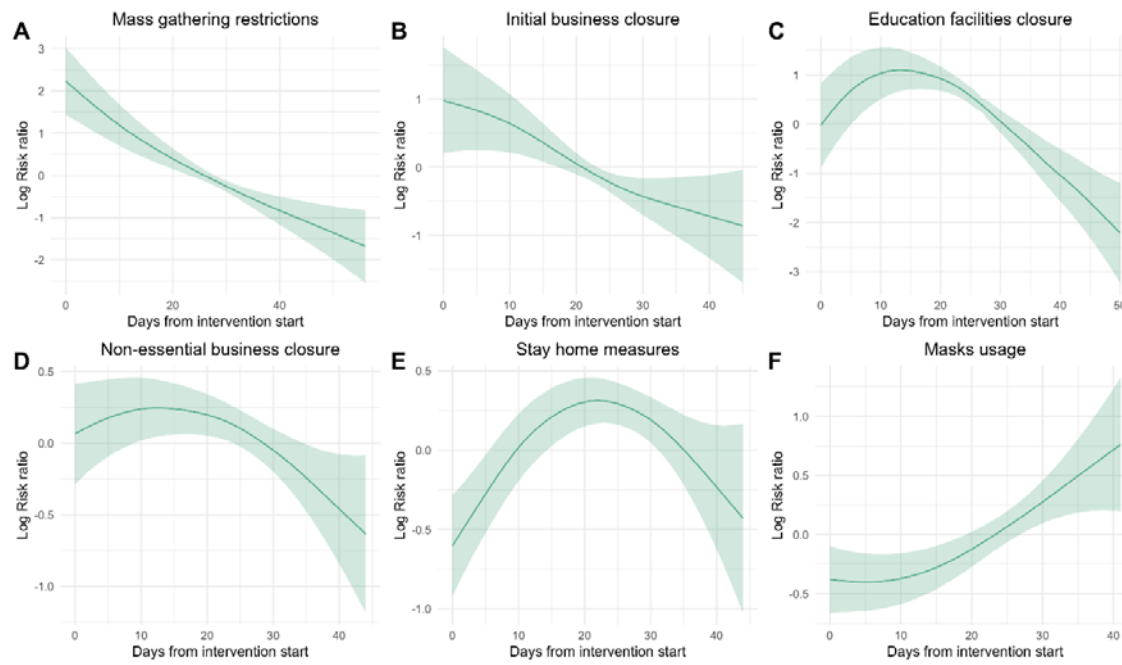 A
Mass gathering restrictions
Log Risk ratio
3
2
1
0
-1
-2
0
20
40
Days from intervention start
B
Initial business closure
Log Risk ratio
1
0
-1
0
10
20
30
40
Days from intervention start
C
Education facilities closure
Log Risk ratio
1
0
-1
-2
-3
0
10
20
30
40
50
Days from intervention start
D
Non-essential business closure
Log Risk ratio
0.5
0.0
-0.5
-1.0
0
10
20
30
40
Days from intervention start
E
Stay home measures
Log Risk ratio
0.5
0.0
-0.5
-1.0
0
10
20
30
40
Days from intervention start
F
Masks usage
Log Risk ratio
1.0
0.5
0.0
-0.5
0
10
20
30
40
Days from intervention start